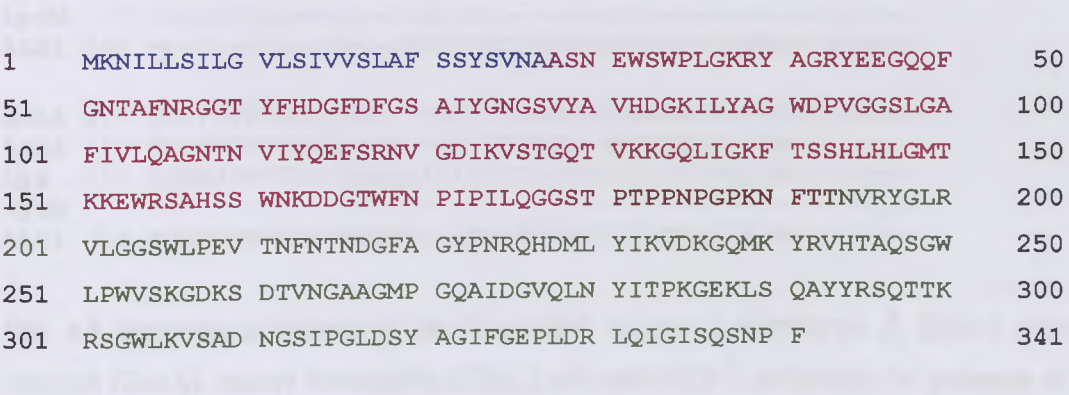 1 MKNILLSILG VLSIVVSLAF SSYSVNAASN EWSWPLGKRY AGRYEEGQQF 50
51 GNTAFNRGGT YFHDGFDFGS AIYGNGSVYA VHDGKILYAG WDPVGGSLGA 100
101 FIVLQAGNTN VIYQEFSRNV GDIKVSTGQT VKKGQLIGKF TSSHLHLGMT 150
151 KKEWRSAHSS WNKDDGTWFN PIPILQGGST PTPPNPGPKN FTTNVRYGLR 200
201 VLGGSWLPEV TNFNTNDGFA GYPNRQHDML YIKVDKGQMK YRVHTAQSGW 250
251 LPWVSKGDKS DTVNGAAGMP GQAIDGVQLN YITPKGEKLS QAYYRSQTTK 300
301 RSGWLKVSAD NGSIPGLDSY AGIFGEPLDR LQIGISQSNP F 341